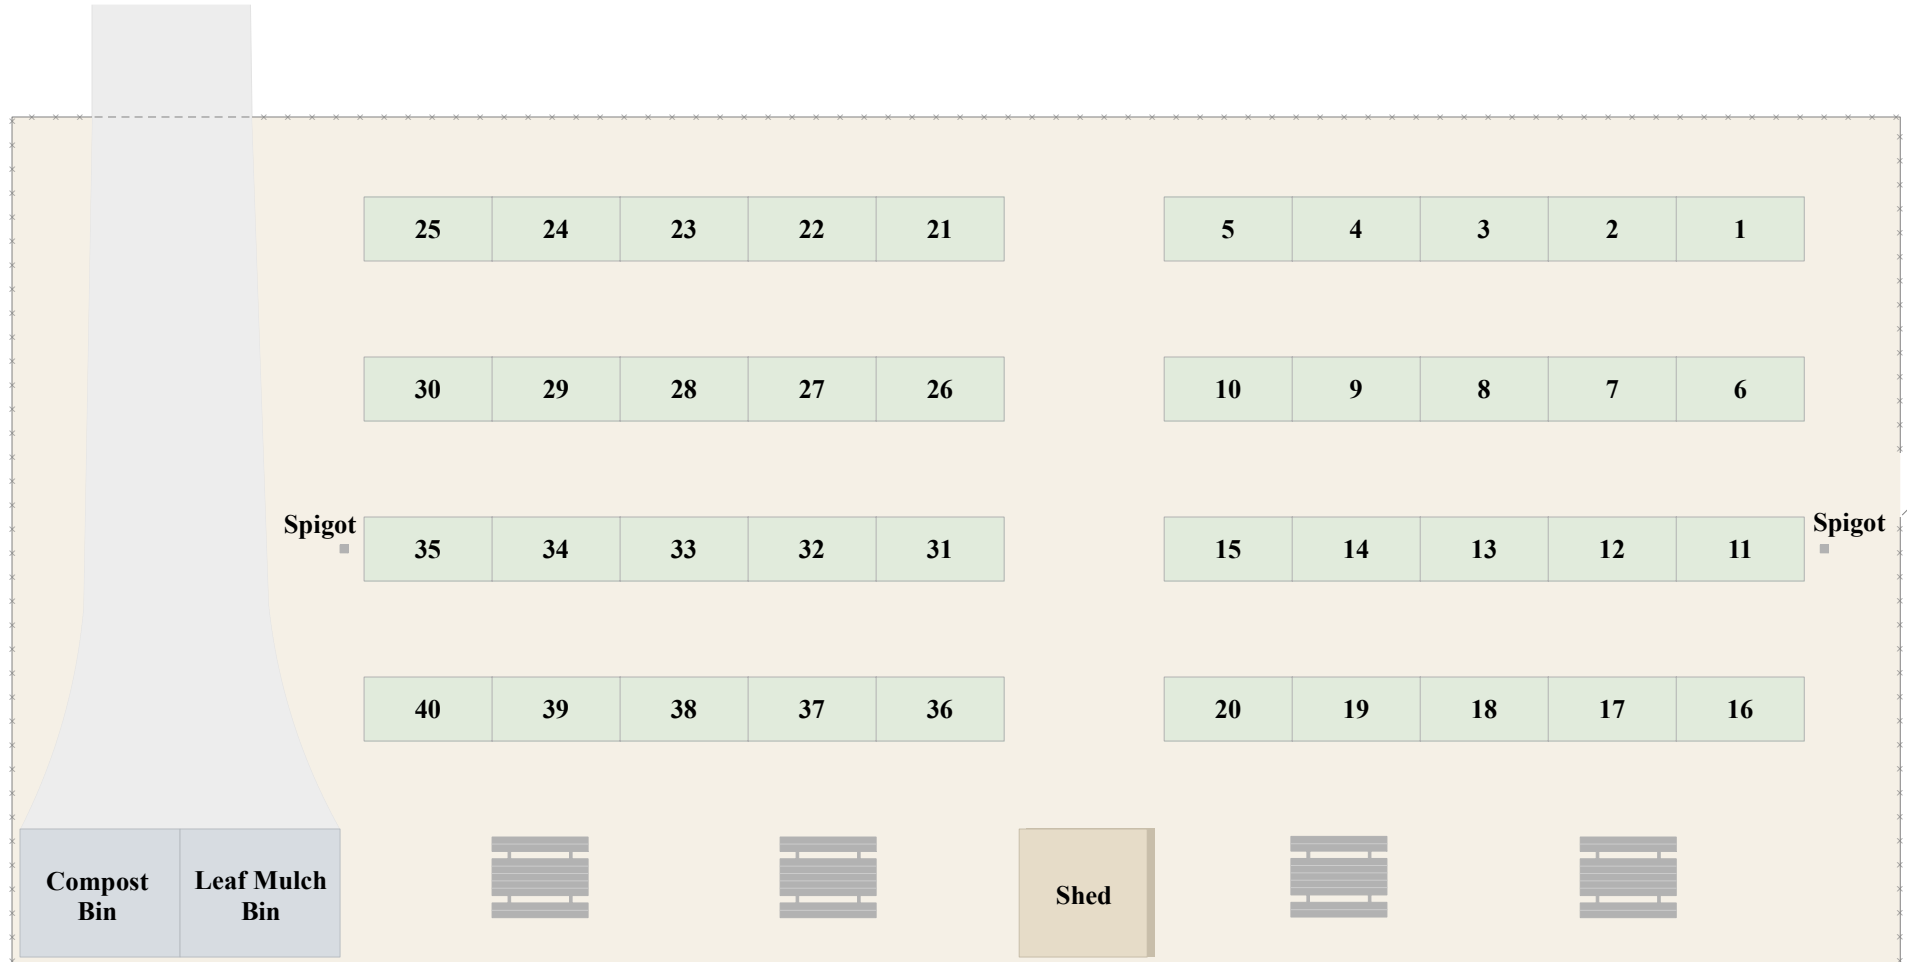 25 24 23 22 21 5 4 3 2 1
30 29 28 27 26 10 9 8 7 6
Spigot
Spigot
35 34 33 32 31 15 14 13 12 11
40 39 38 37 36 20 19 18 17 16
Compost
Bin
Leaf Mulch
Bin
Shed